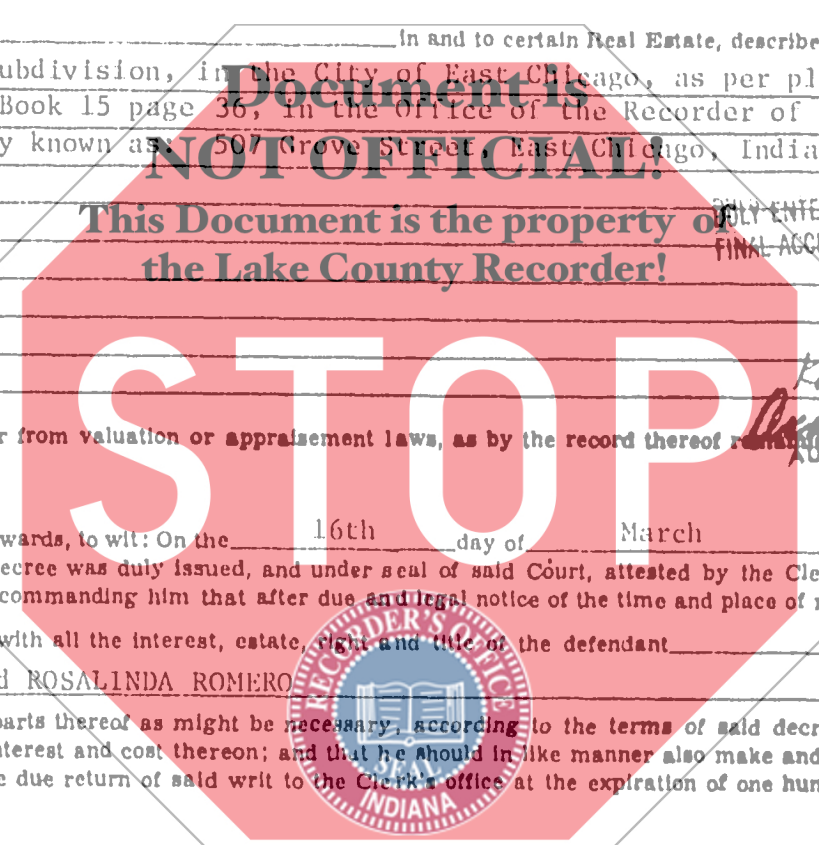 in and to certain Real Estate, describe
ubdivision, in the City of East Chicago, as per pl
Book 15 page 36, in the Office of the Recorder of
y known as: 507 Grove Street, East Chicago, India
Document is
NOT OFFICIAL!
This Document is the property of
the Lake County Recorder!
DULY ENTE
FINAL ACC
STOP
r from valuation or appraisement laws, as by the record thereof
wards, to wit: On the 16th day of March
ecree was duly issued, and under seal of said Court, attested by the Cle
commanding him that after due and legal notice of the time and place of
with all the interest, estate, right and title of the defendant
d ROSALINDA ROMERO
parts thereof as might be necessary, according to the terms of said decr
nterest and cost thereon; and that he should in like manner also make and
e due return of said writ to the Clerk's office at the expiration of one hun
RECORDER'S OFFICE
SEAL
INDIANA